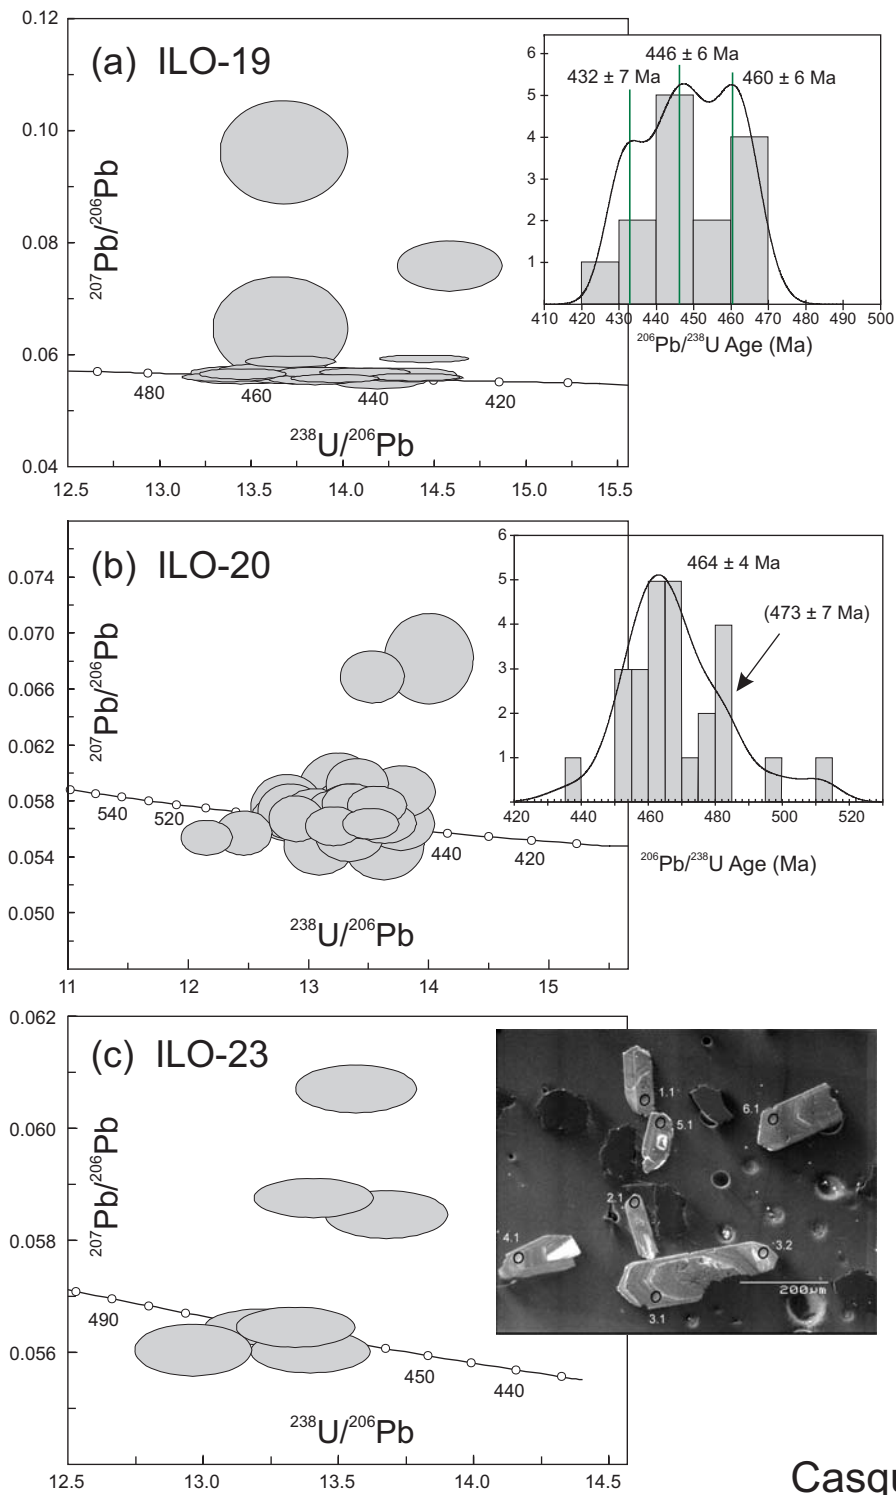 (a) ILO-19
0.12
0.10
0.08
0.06
0.04
207Pb/206Pb
480
460
440
420
238U/206Pb
12.5 13.0 13.5 14.0 14.5 15.0 15.5
446 ± 6 Ma
432 ± 7 Ma
460 ± 6 Ma
6
5
4
3
2
1
410 420 430 440 450 460 470 480 490 500
206Pb/238U Age (Ma)
(b) ILO-20
0.074
0.070
0.066
0.062
0.058
0.054
0.050
207Pb/206Pb
540
520
440
420
238U/206Pb
11 12 13 14 15
464 ± 4 Ma
(473 ± 7 Ma)
6
5
4
3
2
1
420 440 460 480 500 520
206Pb/238U Age (Ma)
(c) ILO-23
0.062
0.060
0.058
0.056
207Pb/206Pb
490
450
440
238U/206Pb
12.5 13.0 13.5 14.0 14.5
1.1
5.1
6.1
2.1
4.1
3.2
200µm
3.1
Casqu